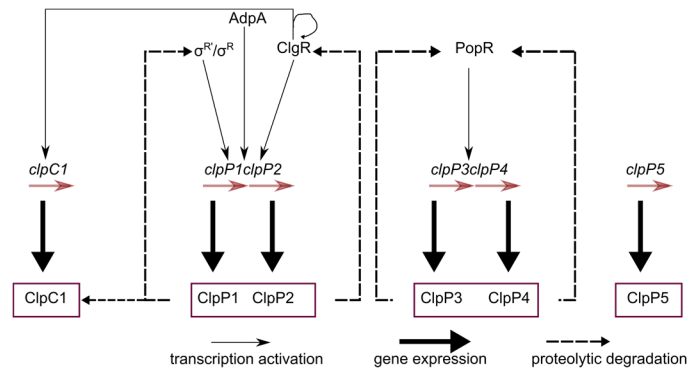 AdpA
σR'/σR ClgR PopR
clpC1 clpP1clpP2 clpP3clpP4 clpP5
ClpC1 ClpP1 ClpP2 ClpP3 ClpP4 ClpP5
transcription activation gene expression proteolytic degradation